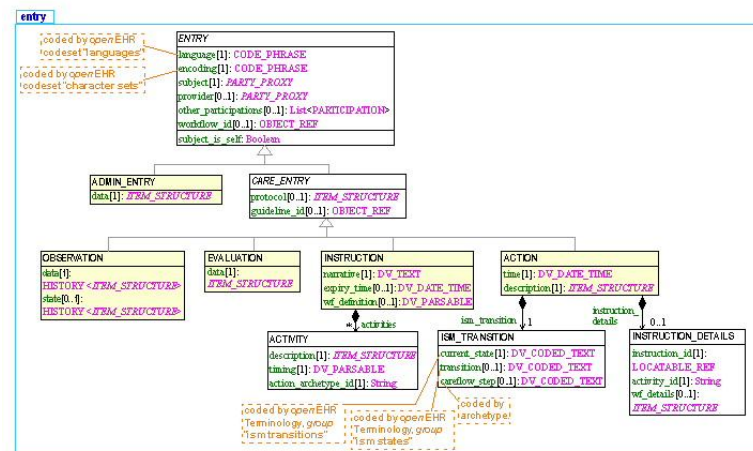 entry
coded by openEHR
codeset "languages"
coded by openEHR
codeset "character sets"
ENTRY
language[1]: CODE_PHRASE
encoding[1]: CODE_PHRASE
subject[1]: PARTY_PROXY
provider[0..1]: PARTY_PROXY
other_participations[0..1]: List<PARTICIPATION>
workflow_id[0..1]: OBJECT_REF
subject_is_self: Boolean
ADMIN_ENTRY
data[1]: ITEM_STRUCTURE
CARE_ENTRY
protocol[0..1]: ITEM_STRUCTURE
guideline_id[0..1]: OBJECT_REF
OBSERVATION
data[1]:
HISTORY<ITEM_STRUCTURE>
state[0..1]:
HISTORY<ITEM_STRUCTURE>
EVALUATION
data[1]:
ITEM_STRUCTURE
INSTRUCTION
narrative[1]: DV_TEXT
expiry_time[0..1]: DV_DATE_TIME
wf_definition[0..1]: DV_PARSABLE
ACTION
time[1]: DV_DATE_TIME
description[1]: ITEM_STRUCTURE
* activities
ism_transition 1
instruction_
details 0..1
ACTIVITY
description[1]: ITEM_STRUCTURE
timing[1]: DV_PARSABLE
action_archetype_id[1]: String
ISM_TRANSITION
current_state[1]: DV_CODED_TEXT
transition[0..1]: DV_CODED_TEXT
careflow_step[0..1]: DV_CODED_TEXT
INSTRUCTION_DETAILS
instruction_id[1]:
LOCATABLE_REF
activity_id[1]: String
wf_details[0..1]:
ITEM_STRUCTURE
coded by openEHR
Terminology, group
"ism transitions"
coded by openEHR
Terminology, group
"ism states"
coded by
archetype